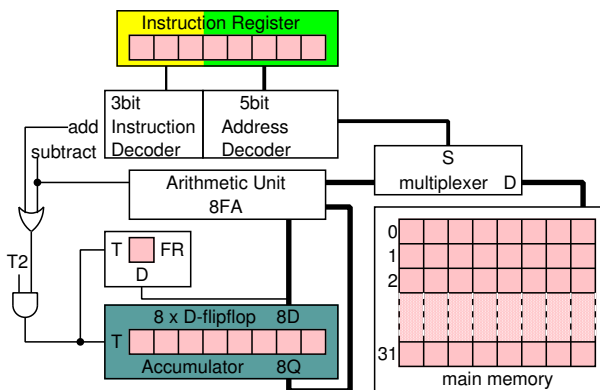 Instruction Register
3bit
Instruction
Decoder
5bit
Address
Decoder
add
subtract
S
multiplexer D
Arithmetic Unit
8FA
T2
T FR
D
8 x D-flipflop 8D
T
Accumulator 8Q
0
1
2
31
main memory